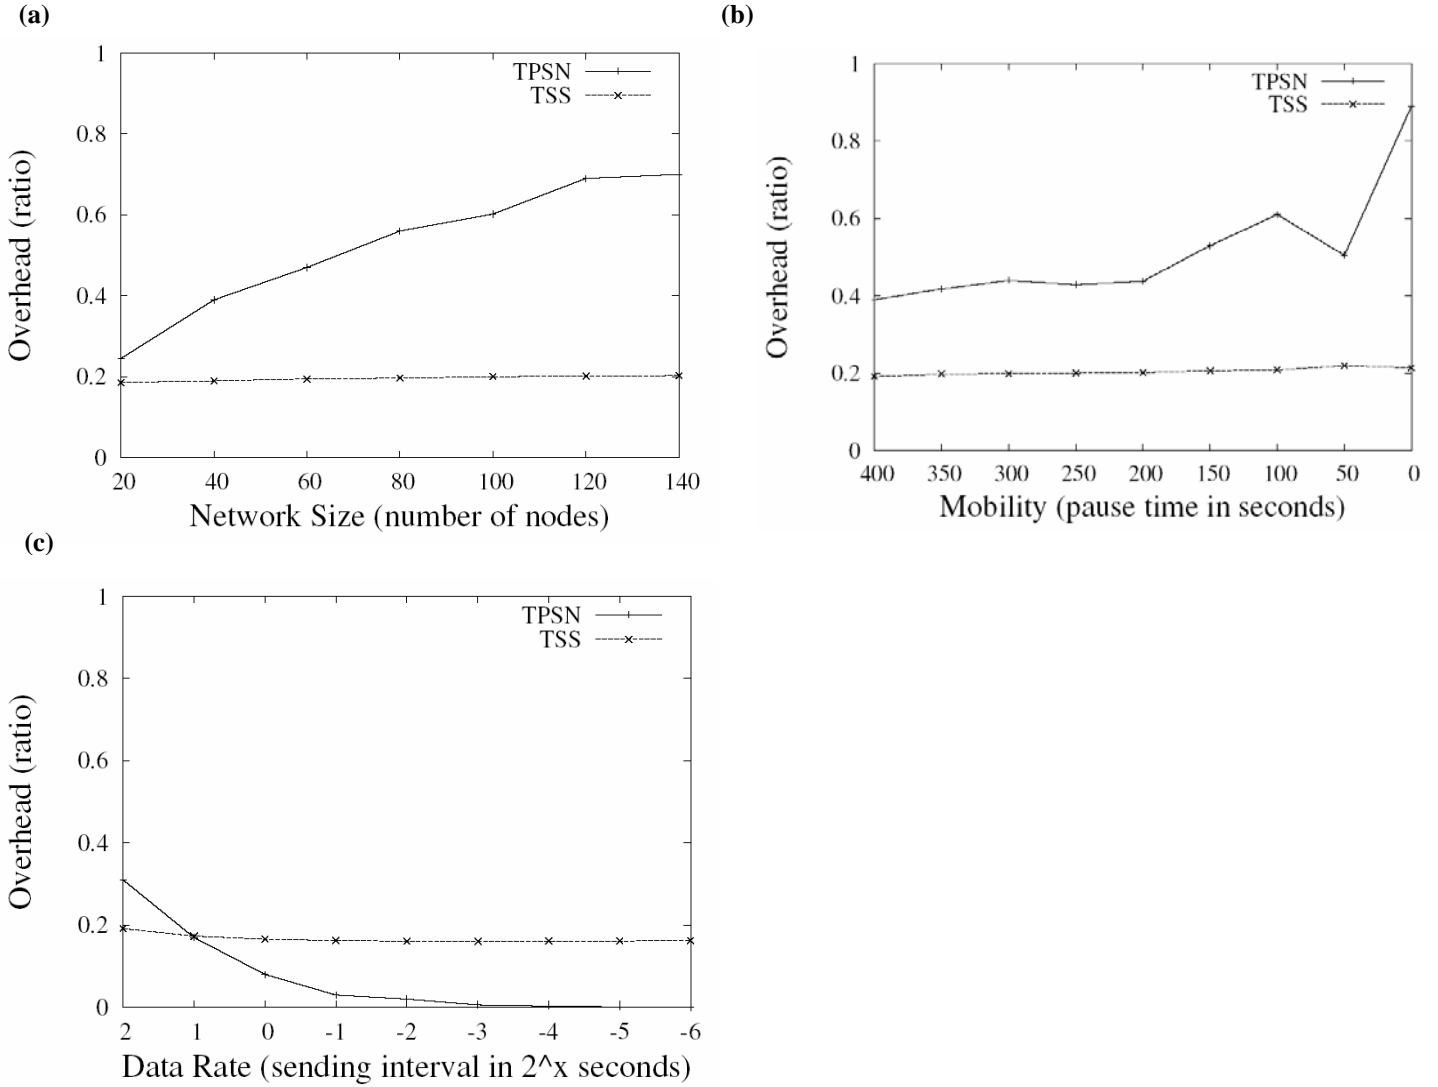 (a)
1
0.8
0.6
0.4
0.2
0
Overhead (ratio)
TPSN
TSS
20 40 60 80 100 120 140
Network Size (number of nodes)
(b)
1
0.8
0.6
0.4
0.2
0
Overhead (ratio)
TPSN
TSS
400 350 300 250 200 150 100 50 0
Mobility (pause time in seconds)
(c)
1
0.8
0.6
0.4
0.2
0
Overhead (ratio)
TPSN
TSS
2 1 0 -1 -2 -3 -4 -5 -6
Data Rate (sending interval in 2^x seconds)